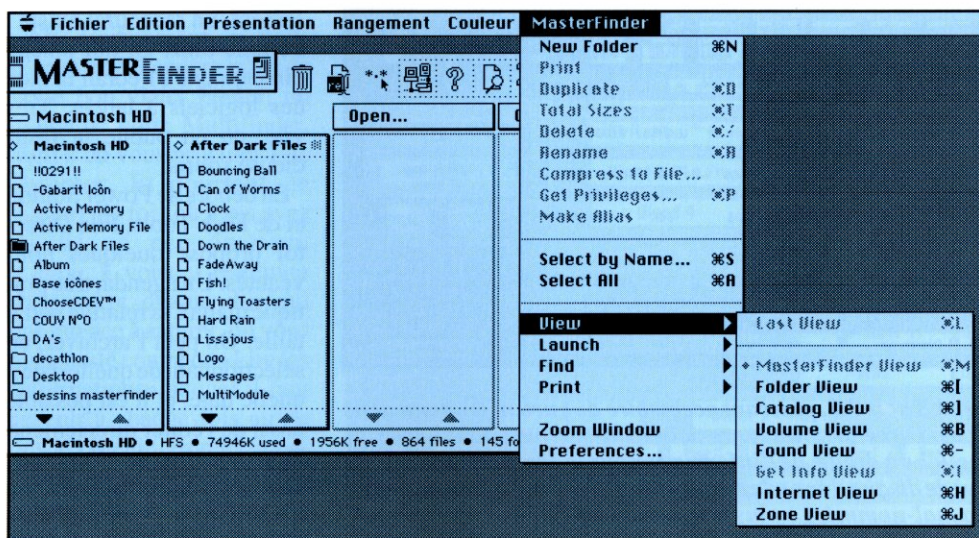 Fichier Edition Présentation Rangement Couleur MasterFinder
MASTERFINDER
*.*
?
Macintosh HD
Open...
Macintosh HD
!!0291!!
-Gabarit Icôn
Active Memory
Active Memory File
After Dark Files
Album
Base icônes
ChooseCDEV™
COUV N°0
DA's
decathlon
Desktop
dessins masterfinder
After Dark Files
Bouncing Ball
Can of Worms
Clock
Doodles
Down the Drain
FadeAway
Fish!
Flying Toasters
Hard Rain
Lissajous
Logo
Messages
MultiModule
Macintosh HD • HFS • 74946K used • 1956K free • 864 files • 145 fo
New Folder ⌘N
Print
Duplicate ⌘D
Total Sizes ⌘T
Delete ⌘/
Rename ⌘R
Compress to File...
Get Privileges... ⌘P
Make Alias
Select by Name... ⌘S
Select All ⌘A
View
Launch
Find
Print
Zoom Window
Preferences...
Last View ⌘L
MasterFinder View ⌘M
Folder View ⌘[
Catalog View ⌘]
Volume View ⌘B
Found View ⌘-
Get Info View ⌘I
Internet View ⌘H
Zone View ⌘J